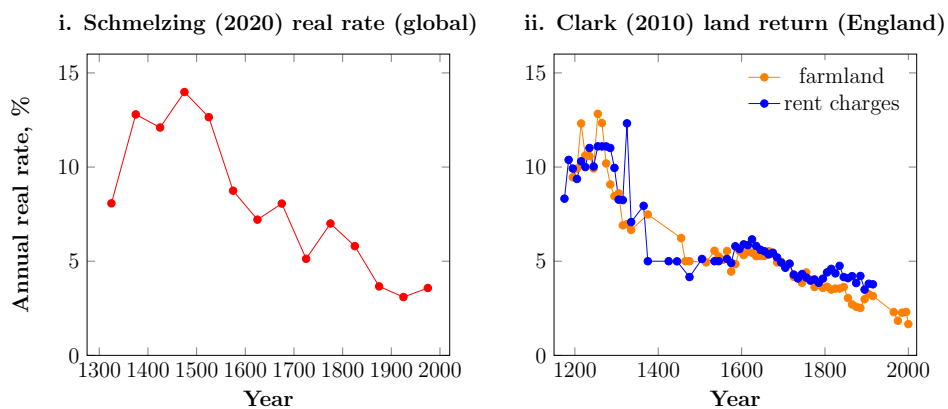 i. Schmelzing (2020) real rate (global)
15
10
5
0
1300 1400 1500 1600 1700 1800 1900 2000
Year
Annual real rate, %
ii. Clark (2010) land return (England)
farmland
rent charges
15
10
5
0
1200 1400 1600 1800 2000
Year